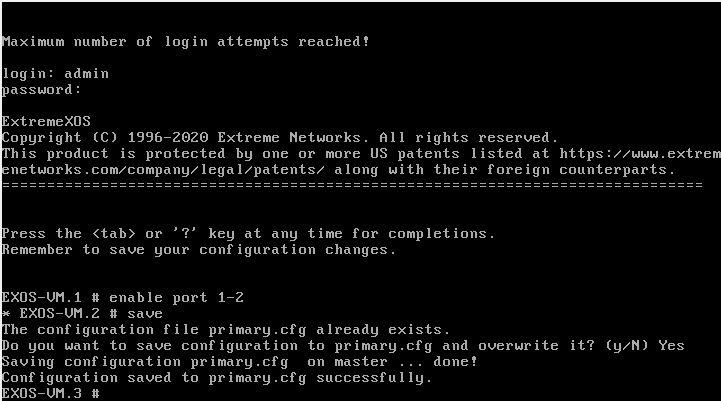 Maximum number of login attempts reached!
login: admin
password:
ExtremeXOS
Copyright (C) 1996-2020 Extreme Networks. All rights reserved.
This product is protected by one or more US patents listed at https://www.extrem
enetworks.com/company/legal/patents/ along with their foreign counterparts.
==============================================================================
Press the <tab> or '?' key at any time for completions.
Remember to save your configuration changes.
EXOS-VM.1 # enable port 1-2
* EXOS-VM.2 # save
The configuration file primary.cfg already exists.
Do you want to save configuration to primary.cfg and overwrite it? (y/N) Yes
Saving configuration primary.cfg  on master ... done!
Configuration saved to primary.cfg successfully.
EXOS-VM.3 #